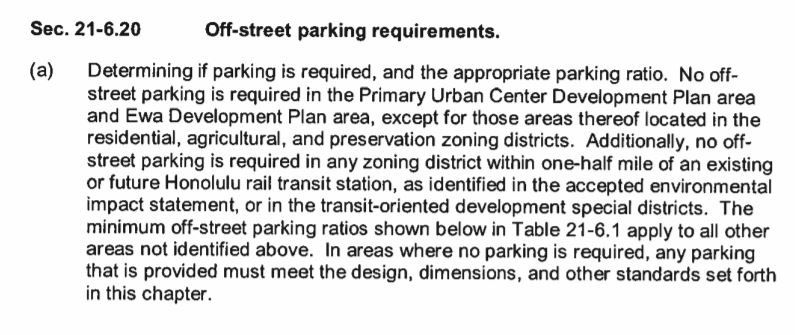 Sec. 21-6.20 Off-street parking requirements.
(a) Determining if parking is required, and the appropriate parking ratio. No off-
street parking is required in the Primary Urban Center Development Plan area
and Ewa Development Plan area, except for those areas thereof located in the
residential, agricultural, and preservation zoning districts. Additionally, no off-
street parking is required in any zoning district within one-half mile of an existing
or future Honolulu rail transit station, as identified in the accepted environmental
impact statement, or in the transit-oriented development special districts. The
minimum off-street parking ratios shown below in Table 21-6.1 apply to all other
areas not identified above. In areas where no parking is required, any parking
that is provided must meet the design, dimensions, and other standards set forth
in this chapter.